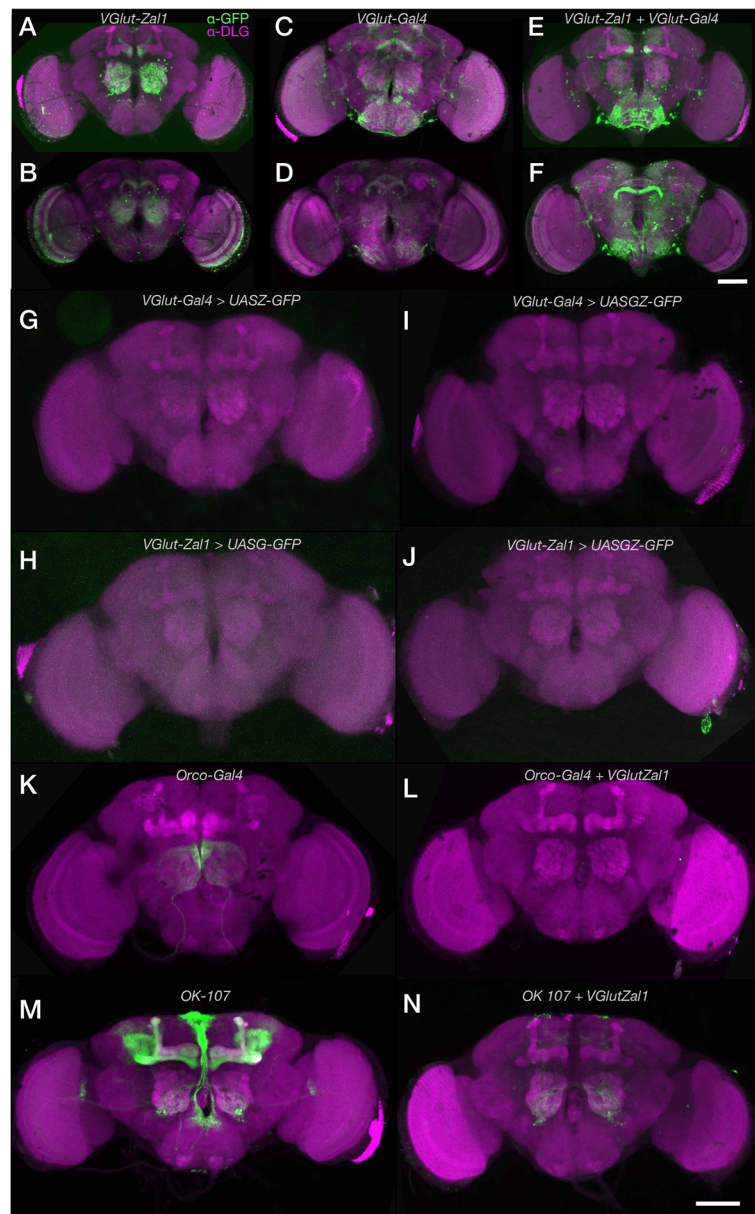 A VGlut-Zal1 α-GFP
α-DLG
C VGlut-Gal4
E VGlut-Zal1 + VGlut-Gal4
B
D
F
G VGlut-Gal4 > UASZ-GFP
I VGlut-Gal4 > UASGZ-GFP
H VGlut-Zal1 > UASG-GFP
J VGlut-Zal1 > UASGZ-GFP
K Orco-Gal4
L Orco-Gal4 + VGlutZal1
M OK-107
N OK 107 + VGlutZal1